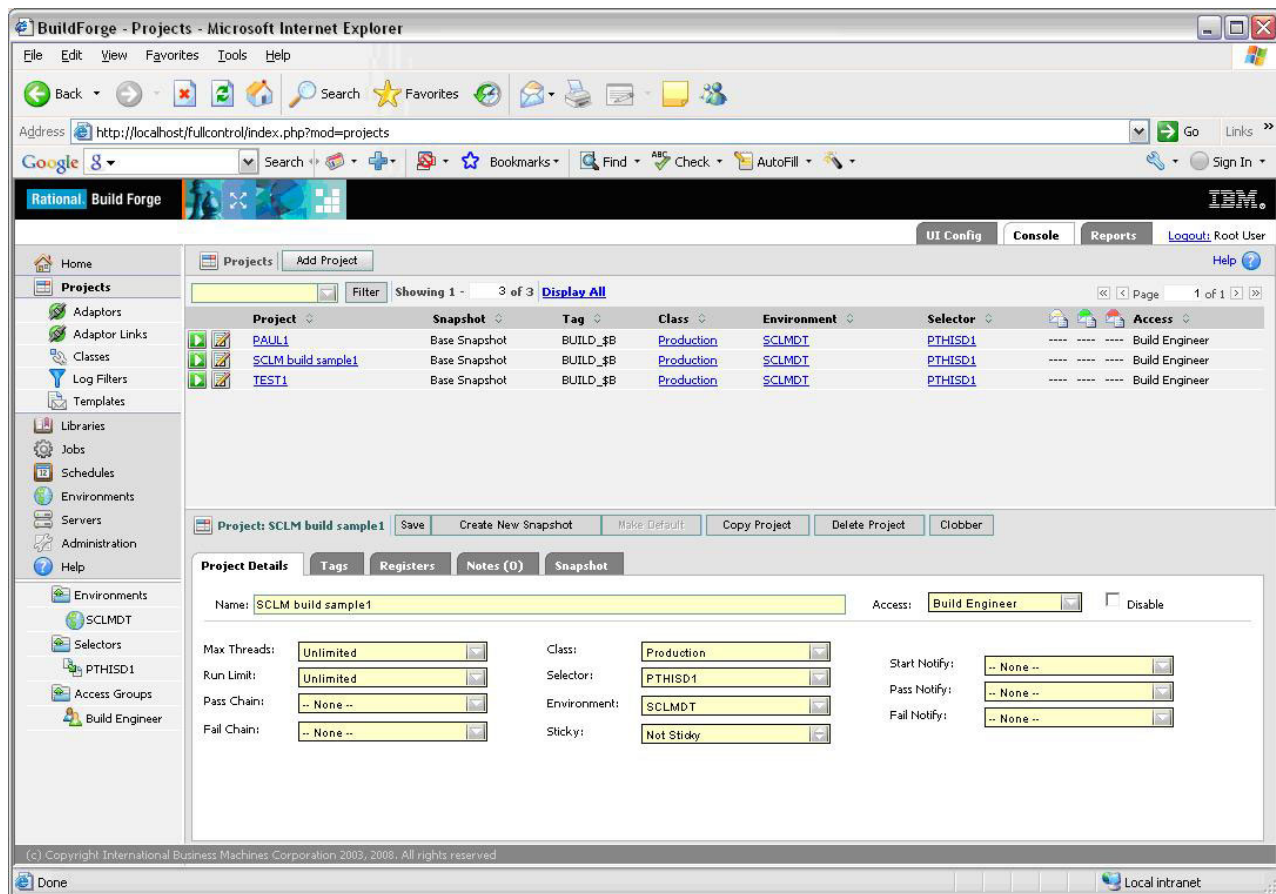 BuildForge - Projects - Microsoft Internet Explorer
File Edit View Favorites Tools Help
Back Search Favorites
Address http://localhost/fullcontrol/index.php?mod=projects Go Links »
Google Search Bookmarks Find ABC Check AutoFill Sign In
Rational. Build Forge IBM.
UI Config Console Reports Logout: Root User
Home Projects Add Project Help
Projects Filter Showing 1 - 3 of 3 Display All Page 1 of 1
Adaptors
Adaptor Links
Classes
Log Filters
Templates
Libraries
Jobs
Schedules
Environments
Servers
Administration
Help
Environments
SCLMDT
Selectors
PTHISD1
Access Groups
Build Engineer
Project Snapshot Tag Class Environment Selector Access
PAUL1 Base Snapshot BUILD_$B Production SCLMDT PTHISD1 ---- ---- ---- Build Engineer
SCLM build sample1 Base Snapshot BUILD_$B Production SCLMDT PTHISD1 ---- ---- ---- Build Engineer
TEST1 Base Snapshot BUILD_$B Production SCLMDT PTHISD1 ---- ---- ---- Build Engineer
Project: SCLM build sample1 Save Create New Snapshot Make Default Copy Project Delete Project Clobber
Project Details Tags Registers Notes (0) Snapshot
Name: SCLM build sample1 Access: Build Engineer Disable
Max Threads: Unlimited Class: Production Start Notify: -- None --
Run Limit: Unlimited Selector: PTHISD1 Pass Notify: -- None --
Pass Chain: -- None -- Environment: SCLMDT Fail Notify: -- None --
Fail Chain: -- None -- Sticky: Not Sticky
(c) Copyright International Business Machines Corporation 2003, 2008. All rights reserved
Done Local intranet